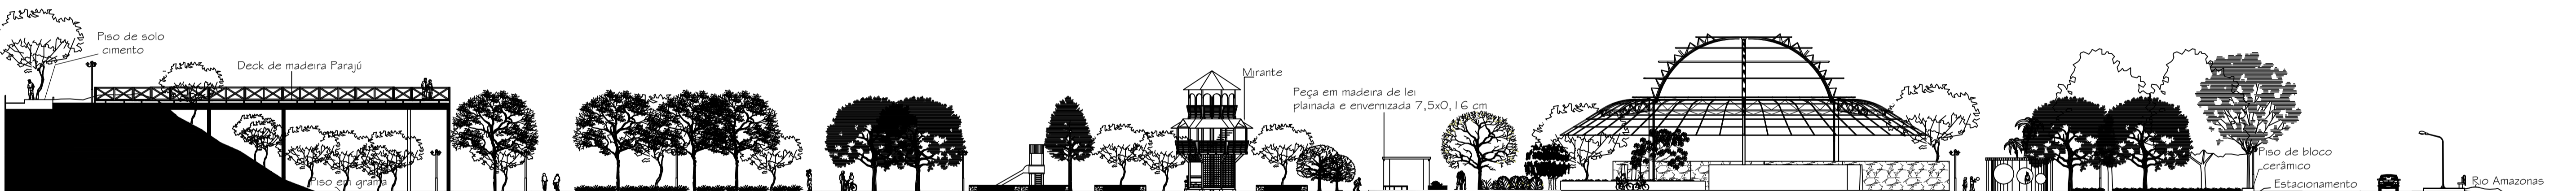 Piso de solo
cimento
Deck de madeira Parajú
Piso em grama
Mirante
Peça em madeira de lei
plainada e envernizada 7,5x0,16 cm
Piso de bloco
cerâmico
Estacionamento
Rio Amazonas